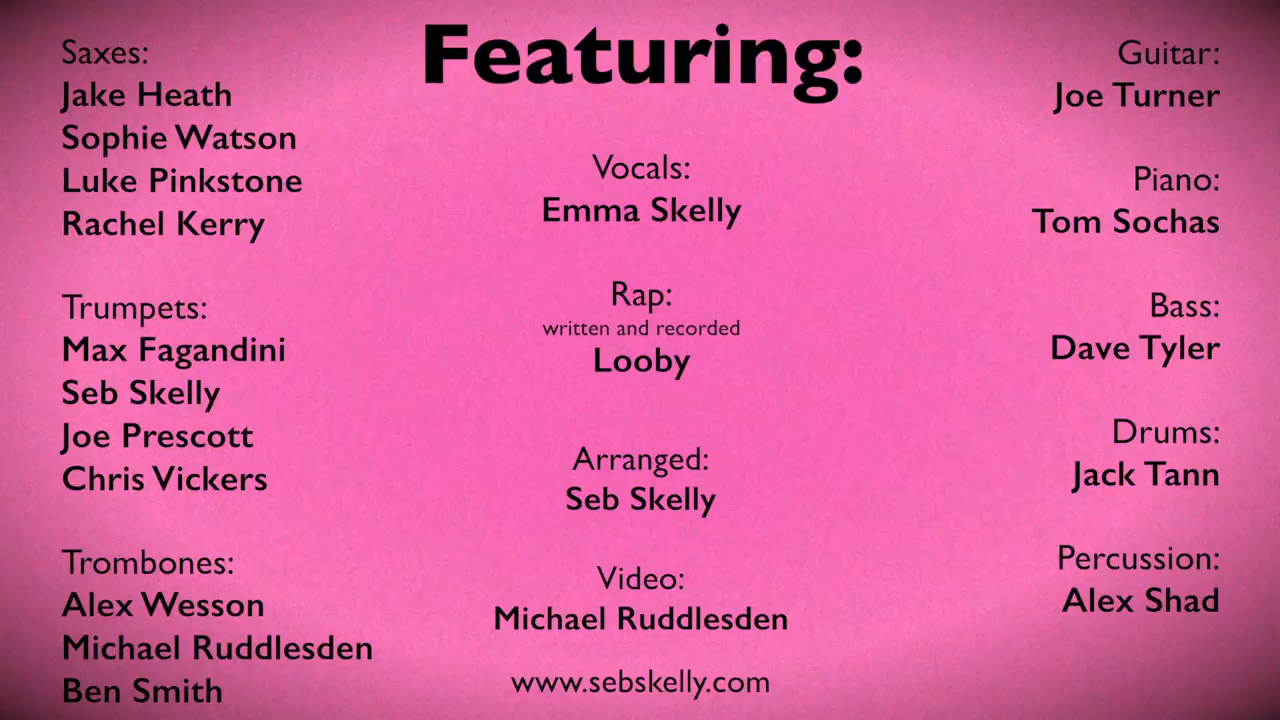 Featuring:
Saxes:
Jake Heath
Sophie Watson
Luke Pinkstone
Rachel Kerry
Trumpets:
Max Fagandini
Seb Skelly
Joe Prescott
Chris Vickers
Trombones:
Alex Wesson
Michael Ruddlesden
Ben Smith
Vocals:
Emma Skelly
Rap:
written and recorded
Looby
Arranged:
Seb Skelly
Video:
Michael Ruddlesden
www.sebskelly.com
Guitar:
Joe Turner
Piano:
Tom Sochas
Bass:
Dave Tyler
Drums:
Jack Tann
Percussion:
Alex Shad